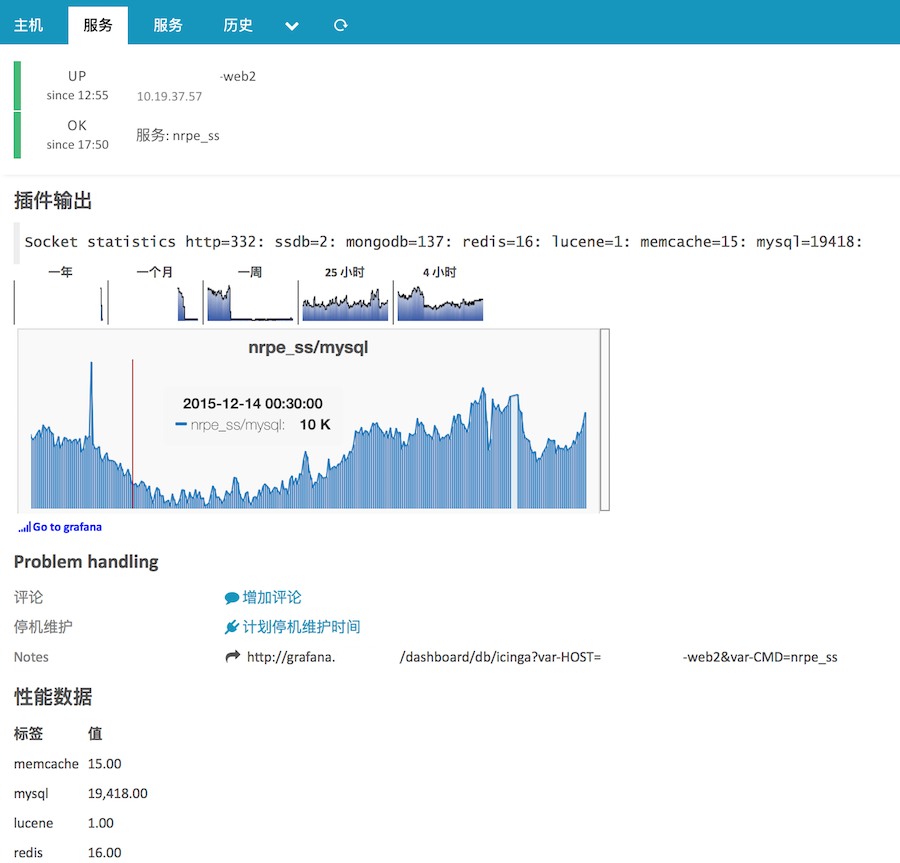 主机 服务 服务 历史
UP -web2
since 12:55 10.19.37.57
OK
服务: nrpe_ss
since 17:50
插件输出
Socket statistics http=332: ssdb=2: mongodb=137: redis=16: lucene=1: memcache=15: mysql=19418:
一年 一个月 一周 25 小时 4 小时
nrpe_ss/mysql
2015-12-14 00:30:00
nrpe_ss/mysql: 10 K
Go to grafana
Problem handling
评论 增加评论
停机维护 计划停机维护时间
Notes http://grafana. /dashboard/db/icinga?var-HOST= -web2&var-CMD=nrpe_ss
性能数据
标签 值
memcache 15.00
mysql 19,418.00
lucene 1.00
redis 16.00